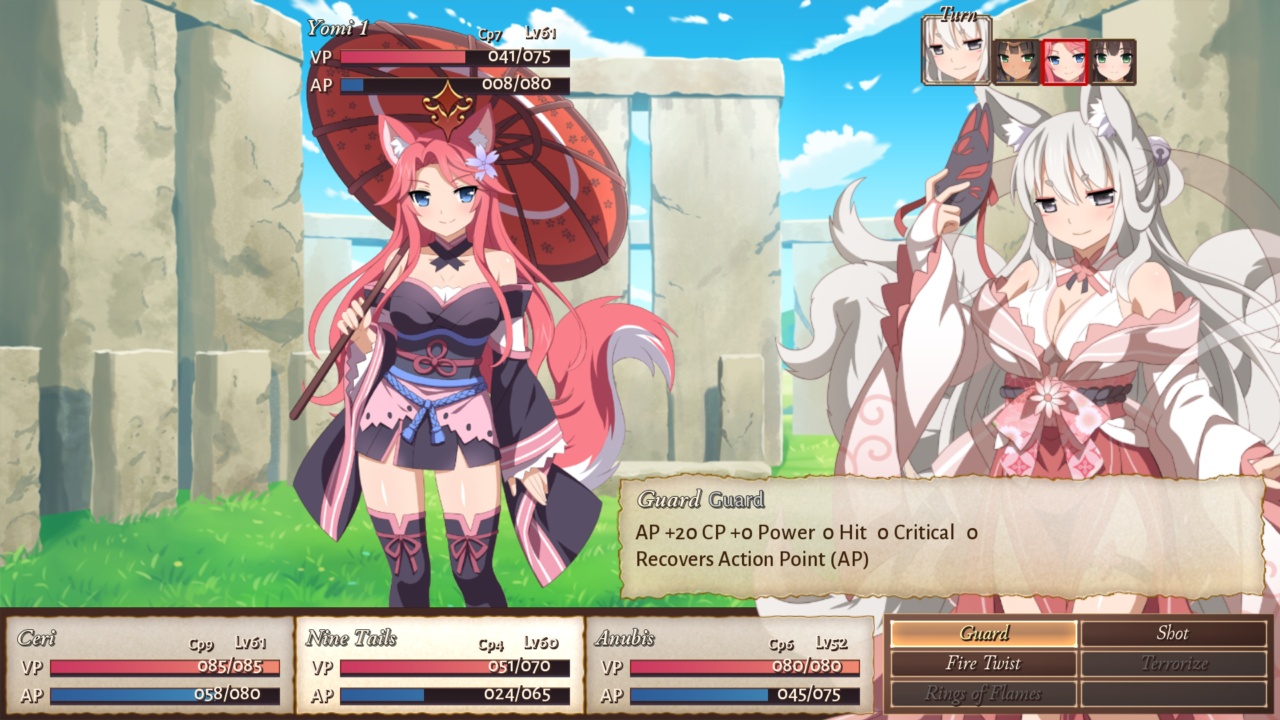 Yomi 1 Cp7 Lv61
VP 041/075
AP 008/080
Turn
Guard Guard
AP +20 CP +0 Power 0 Hit 0 Critical 0
Recovers Action Point (AP)
Ceri Cp9 Lv61
VP 085/085
AP 058/080
Nine Tails Cp4 Lv60
VP 051/070
AP 024/065
Anubis Cp6 Lv52
VP 080/080
AP 045/075
Guard Shot
Fire Twist Terrorize
Rings of Flames